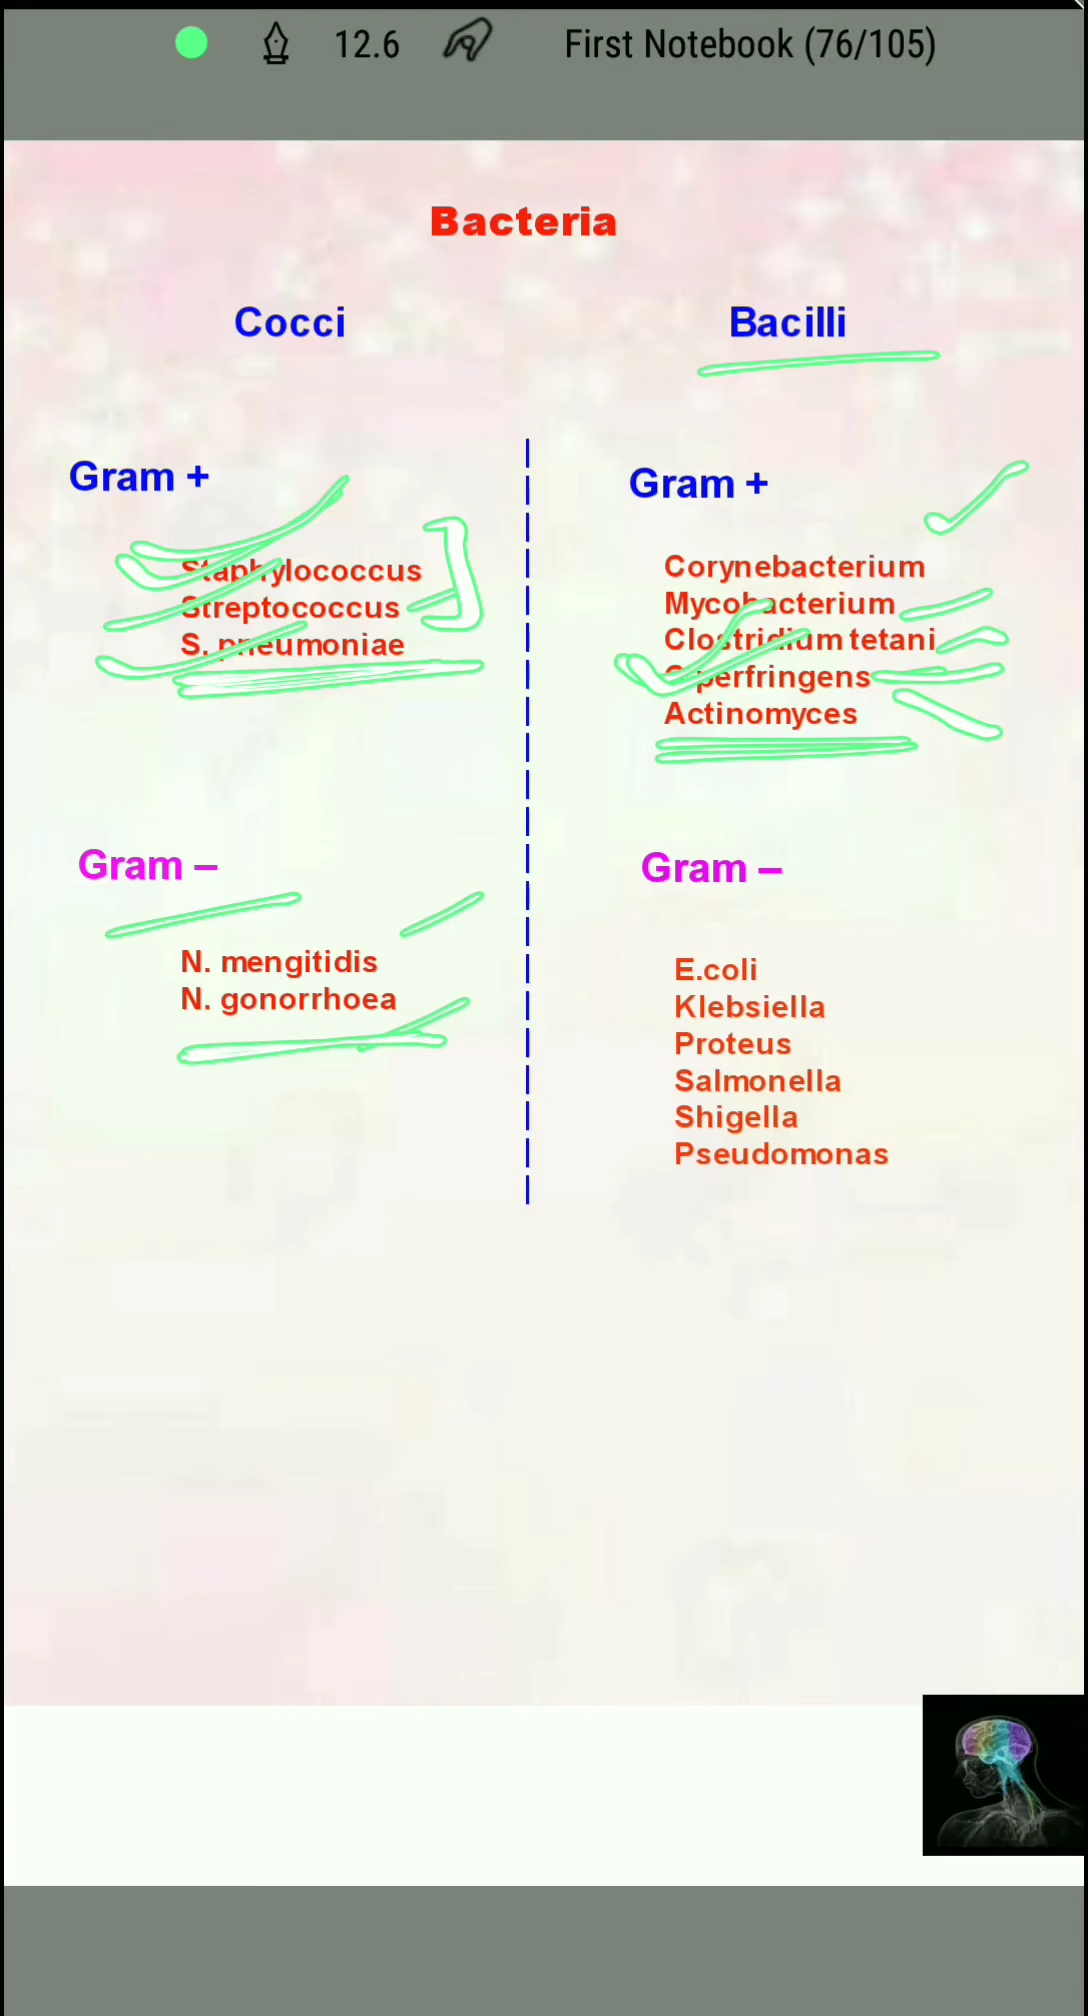 12.6 First Notebook (76/105)
Bacteria
Cocci
Gram +
Staphylococcus
Streptococcus
S. pneumoniae
Gram –
N. mengitidis
N. gonorrhoea
Bacilli
Gram +
Corynebacterium
Mycobacterium
Clostridium tetani
perfringens
Actinomyces
Gram –
E.coli
Klebsiella
Proteus
Salmonella
Shigella
Pseudomonas